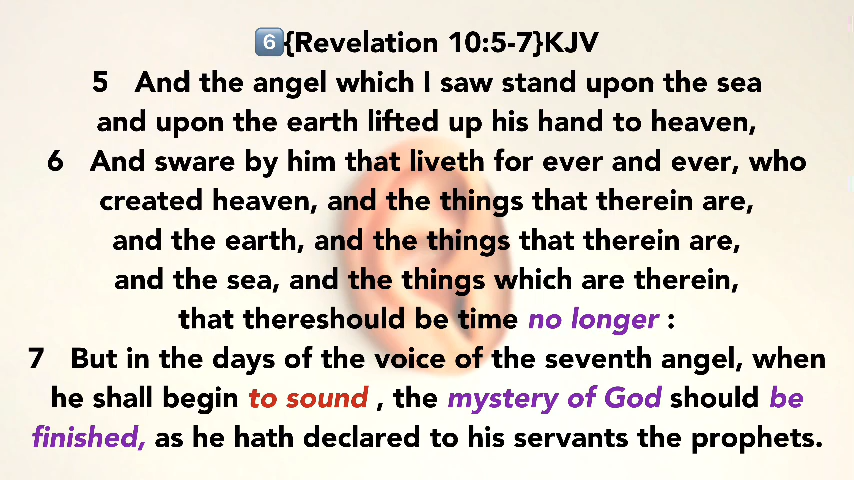 6️⃣{Revelation 10:5-7}KJV
5 And the angel which I saw stand upon the sea
and upon the earth lifted up his hand to heaven,
6 And sware by him that liveth for ever and ever, who
created heaven, and the things that therein are,
and the earth, and the things that therein are,
and the sea, and the things which are therein,
that thereshould be time no longer :
7 But in the days of the voice of the seventh angel, when
he shall begin to sound , the mystery of God should be
finished, as he hath declared to his servants the prophets.